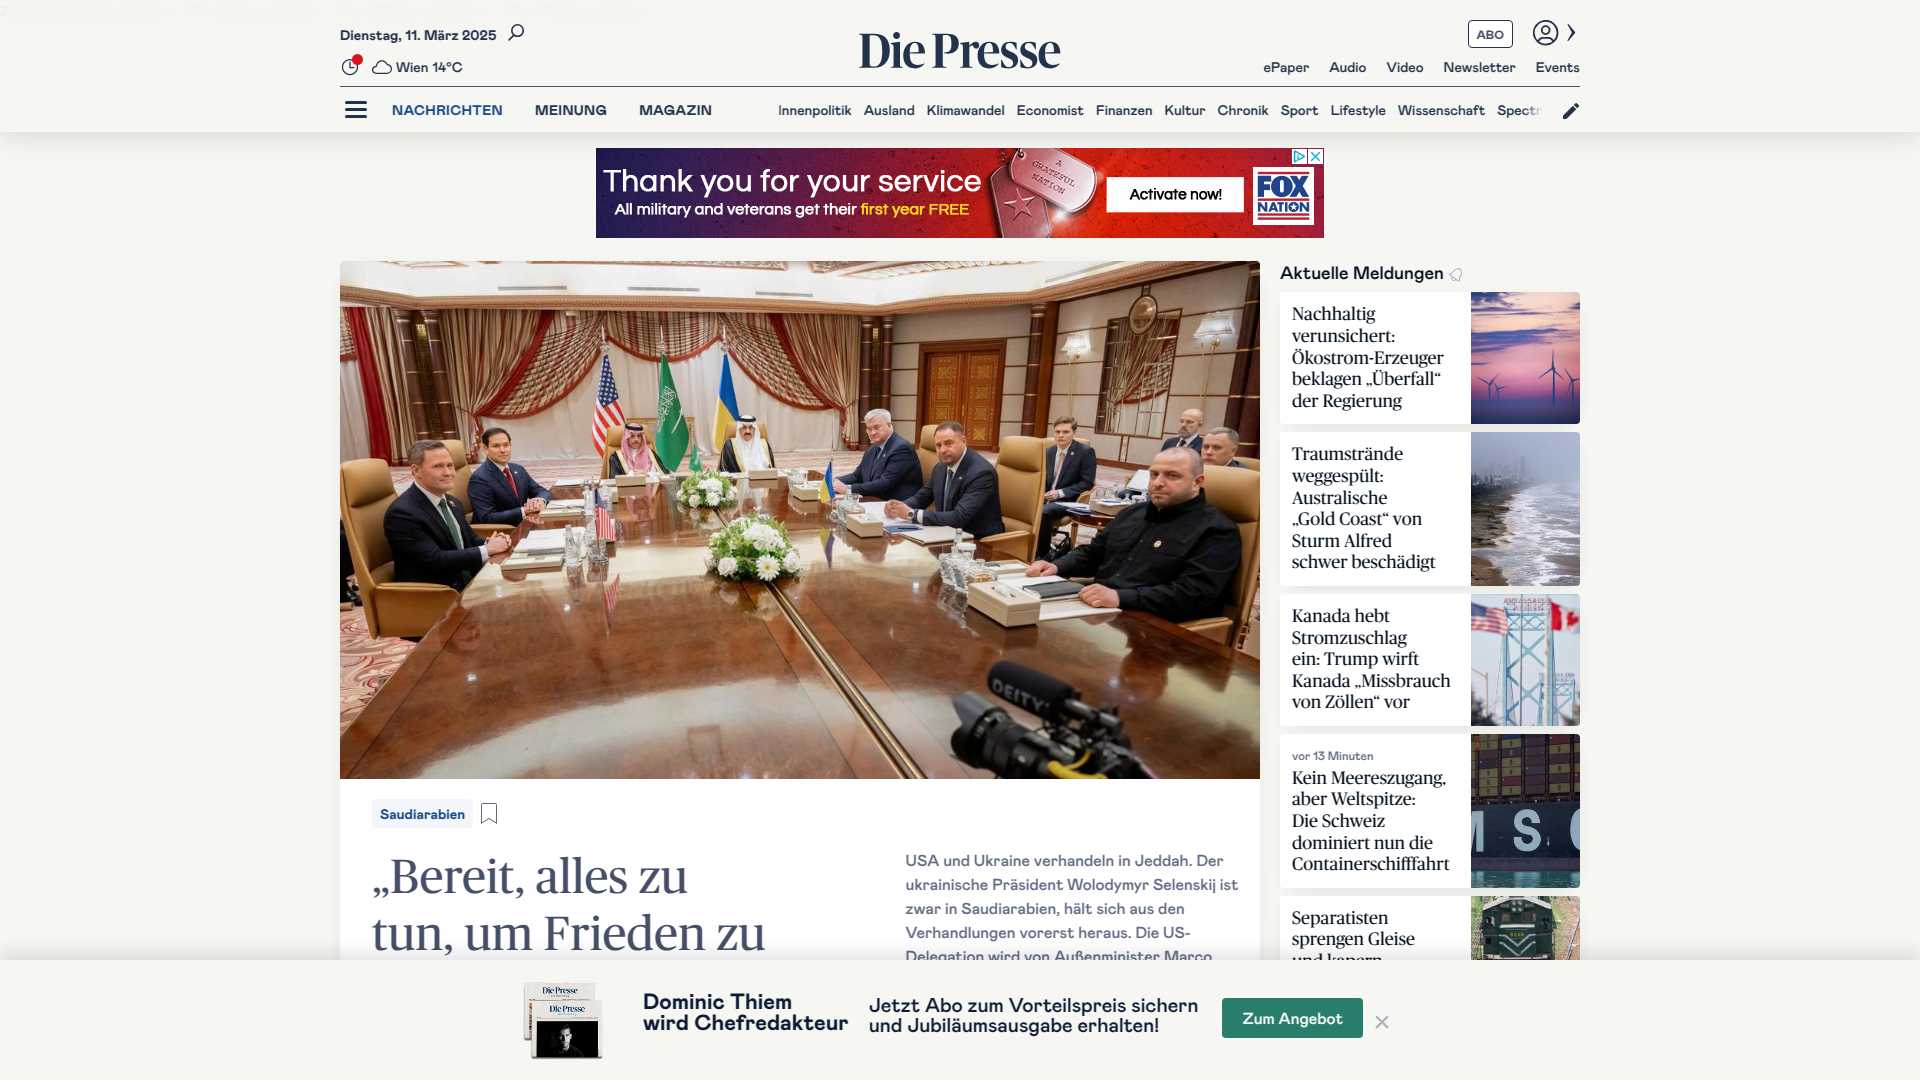 Dienstag, 11. März 2025
Die Presse
ABO
Wien 14°C
ePaper Audio Video Newsletter Events
NACHRICHTEN MEINUNG MAGAZIN Innenpolitik Ausland Klimawandel Economist Finanzen Kultur Chronik Sport Lifestyle Wissenschaft Spectr
Thank you for your service
All military and veterans get their first year FREE
A
GRATEFUL
NATION
Activate now!
FOX
NATION
DEITY
Saudiarabien
„Bereit, alles zu
tun, um Frieden zu
USA und Ukraine verhandeln in Jeddah. Der
ukrainische Präsident Wolodymyr Selenskij ist
zwar in Saudiarabien, hält sich aus den
Verhandlungen vorerst heraus. Die US-
Delegation wird von Außenminister Marco
Aktuelle Meldungen
Nachhaltig
verunsichert:
Ökostrom-Erzeuger
beklagen „Überfall“
der Regierung
Traumstrände
weggespült:
Australische
„Gold Coast“ von
Sturm Alfred
schwer beschädigt
Kanada hebt
Stromzuschlag
ein: Trump wirft
Kanada „Missbrauch
von Zöllen“ vor
vor 13 Minuten
Kein Meereszugang,
aber Weltspitze:
Die Schweiz
dominiert nun die
Containerschifffahrt
M S C
Separatisten
sprengen Gleise
und kapern
Die Presse
Die Presse
Dominic Thiem
wird Chefredakteur
Jetzt Abo zum Vorteilspreis sichern
und Jubiläumsausgabe erhalten!
Zum Angebot